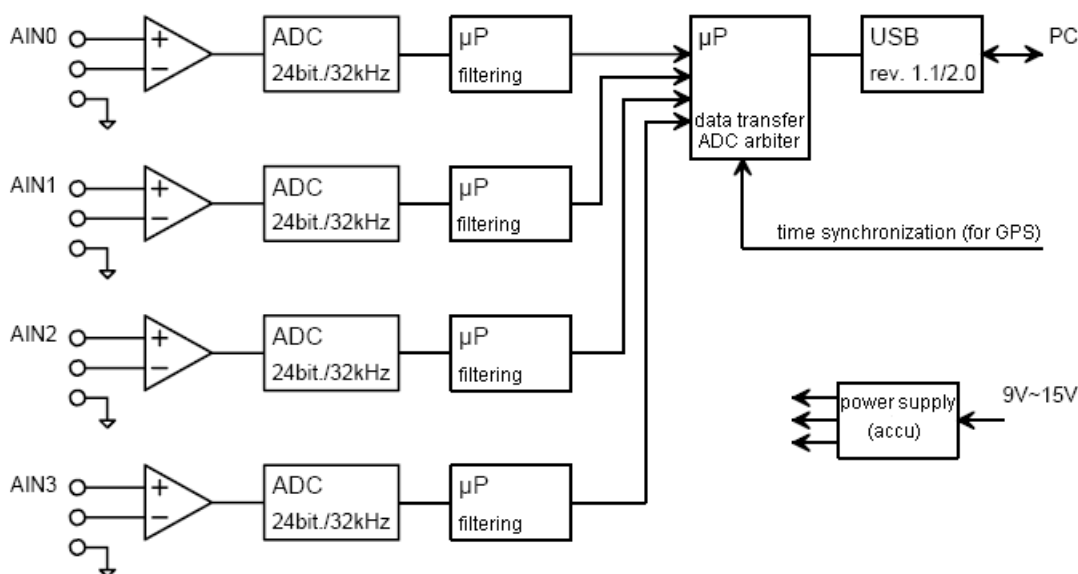 AIN0
+
−
ADC
24bit./32kHz
µP
filtering
µP
data transfer
ADC arbiter
USB
rev. 1.1/2.0
PC
AIN1
+
−
ADC
24bit./32kHz
µP
filtering
time synchronization (for GPS)
AIN2
+
−
ADC
24bit./32kHz
µP
filtering
power supply
(accu)
9V~15V
AIN3
+
−
ADC
24bit./32kHz
µP
filtering